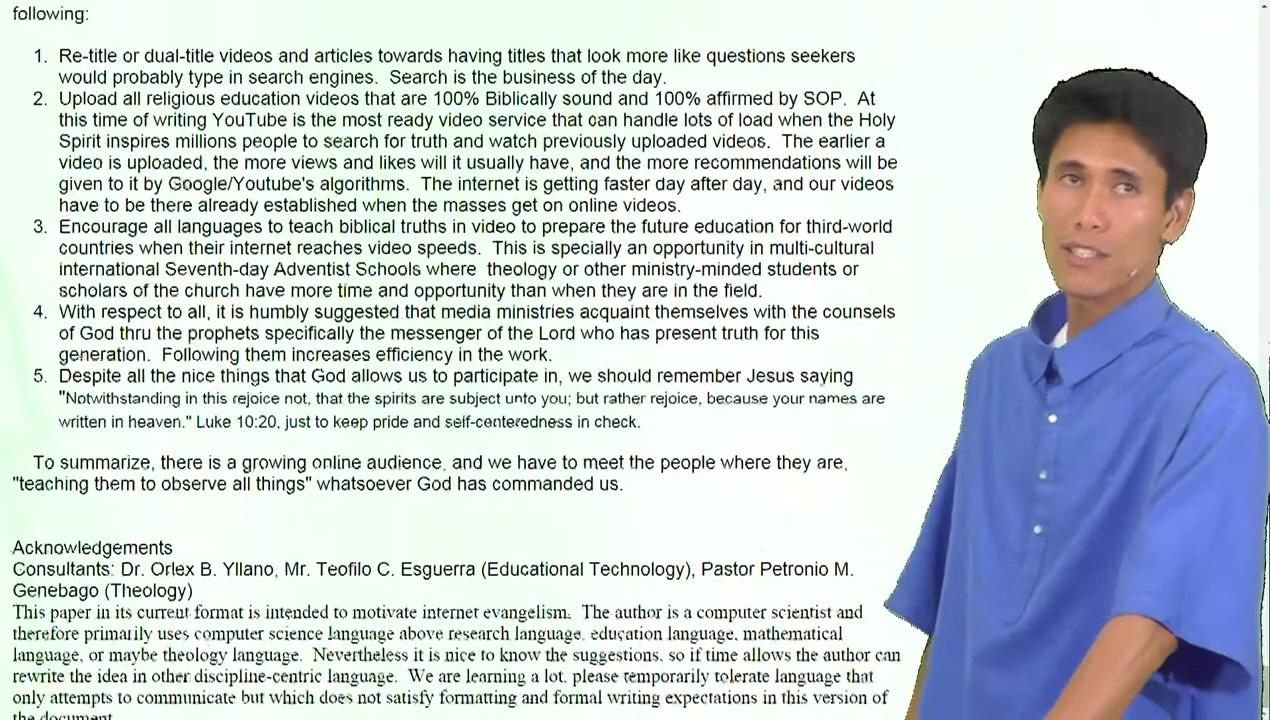 following:
1. Re-title or dual-title videos and articles towards having titles that look more like questions seekers
would probably type in search engines. Search is the business of the day.
2. Upload all religious education videos that are 100% Biblically sound and 100% affirmed by SOP. At
this time of writing YouTube is the most ready video service that can handle lots of load when the Holy
Spirit inspires millions people to search for truth and watch previously uploaded videos. The earlier a
video is uploaded, the more views and likes will it usually have, and the more recommendations will be
given to it by Google/Youtube's algorithms. The internet is getting faster day after day, and our videos
have to be there already established when the masses get on online videos.
3. Encourage all languages to teach biblical truths in video to prepare the future education for third-world
countries when their internet reaches video speeds. This is specially an opportunity in multi-cultural
international Seventh-day Adventist Schools where theology or other ministry-minded students or
scholars of the church have more time and opportunity than when they are in the field.
4. With respect to all, it is humbly suggested that media ministries acquaint themselves with the counsels
of God thru the prophets specifically the messenger of the Lord who has present truth for this
generation. Following them increases efficiency in the work.
5. Despite all the nice things that God allows us to participate in, we should remember Jesus saying
"Notwithstanding in this rejoice not, that the spirits are subject unto you; but rather rejoice, because your names are
written in heaven." Luke 10:20, just to keep pride and self-centeredness in check.
To summarize, there is a growing online audience, and we have to meet the people where they are,
"teaching them to observe all things" whatsoever God has commanded us.
Acknowledgements
Consultants: Dr. Orlex B. Yllano, Mr. Teofilo C. Esguerra (Educational Technology), Pastor Petronio M.
Genebago (Theology)
This paper in its current format is intended to motivate internet evangelism. The author is a computer scientist and
therefore primarily uses computer science language above research language, education language, mathematical
language, or maybe theology language. Nevertheless it is nice to know the suggestions, so if time allows the author can
rewrite the idea in other discipline-centric language. We are learning a lot, please temporarily tolerate language that
only attempts to communicate but which does not satisfy formatting and formal writing expectations in this version of
the document